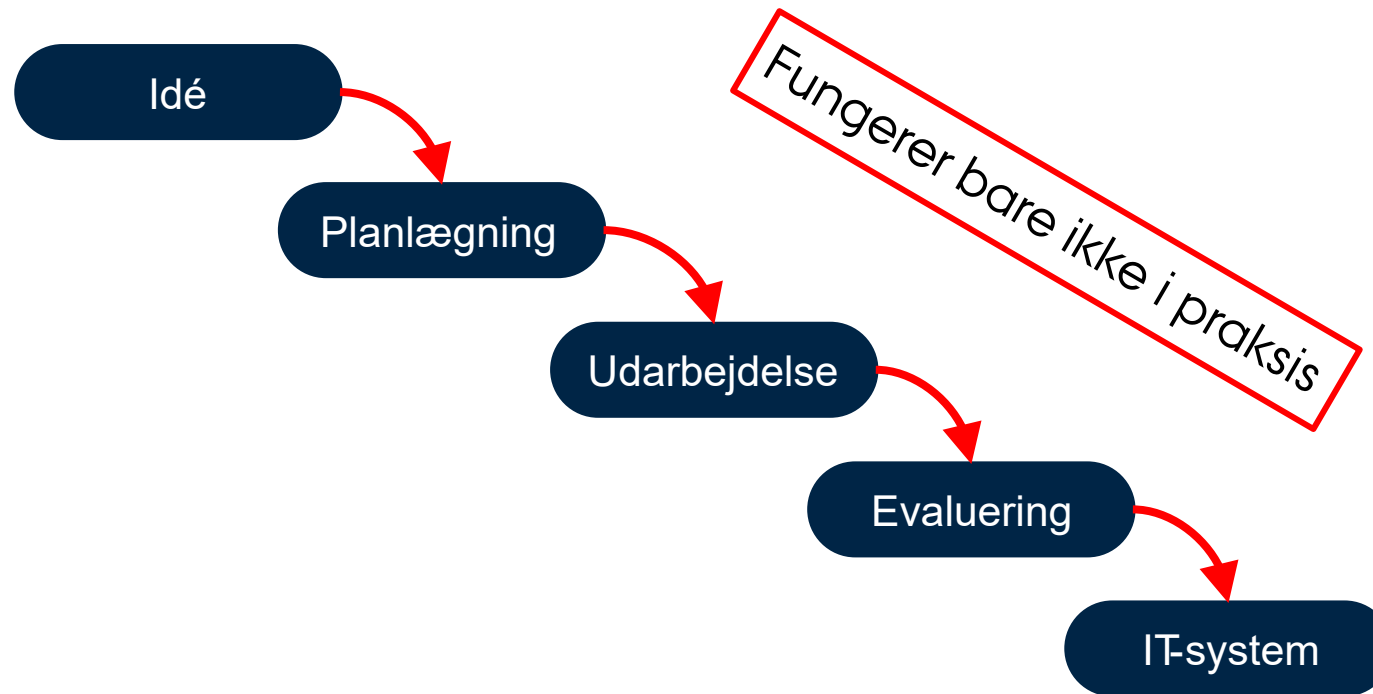 Idé
Fungerer bare ikke i praksis
Planlægning
Udarbejdelse
Evaluering
IT-system